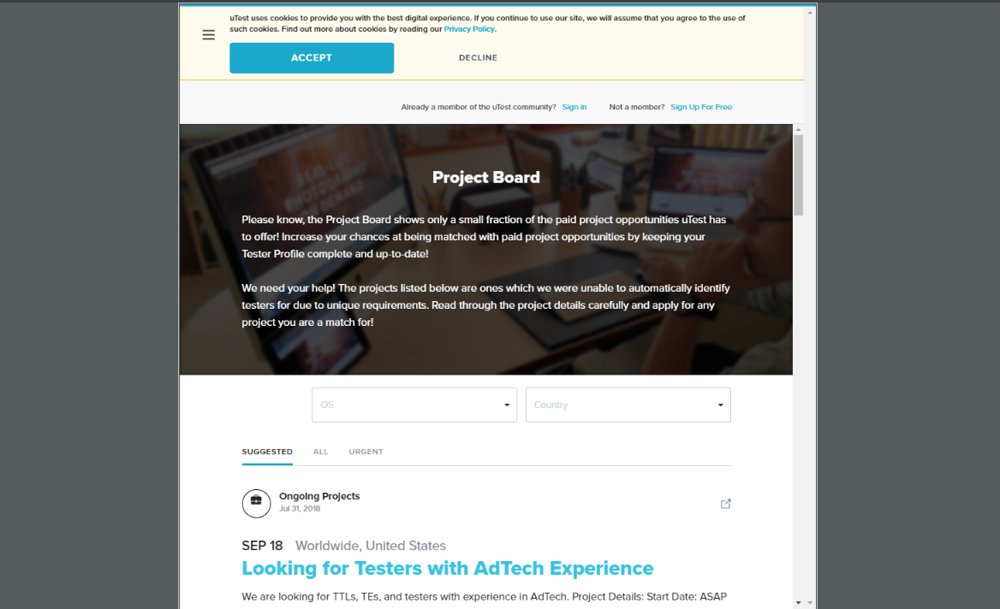 uTest uses cookies to provide you with the best digital experience. If you continue to use our site, we will assume that you agree to the use of
such cookies. Find out more about cookies by reading our Privacy Policy.
ACCEPT
DECLINE
Already a member of the uTest community? Sign in
Not a member? Sign Up For Free
Project Board
Please know, the Project Board shows only a small fraction of the paid project opportunities uTest has
to offer! Increase your chances at being matched with paid project opportunities by keeping your
Tester Profile complete and up-to-date!
We need your help! The projects listed below are ones which we were unable to automatically identify
testers for due to unique requirements. Read through the project details carefully and apply for any
project you are a match for!
OS
Country
SUGGESTED
ALL
URGENT
Ongoing Projects
Jul 31, 2018
SEP 18 Worldwide, United States
Looking for Testers with AdTech Experience
We are looking for TTLs, TEs, and testers with experience in AdTech. Project Details: Start Date: ASAP